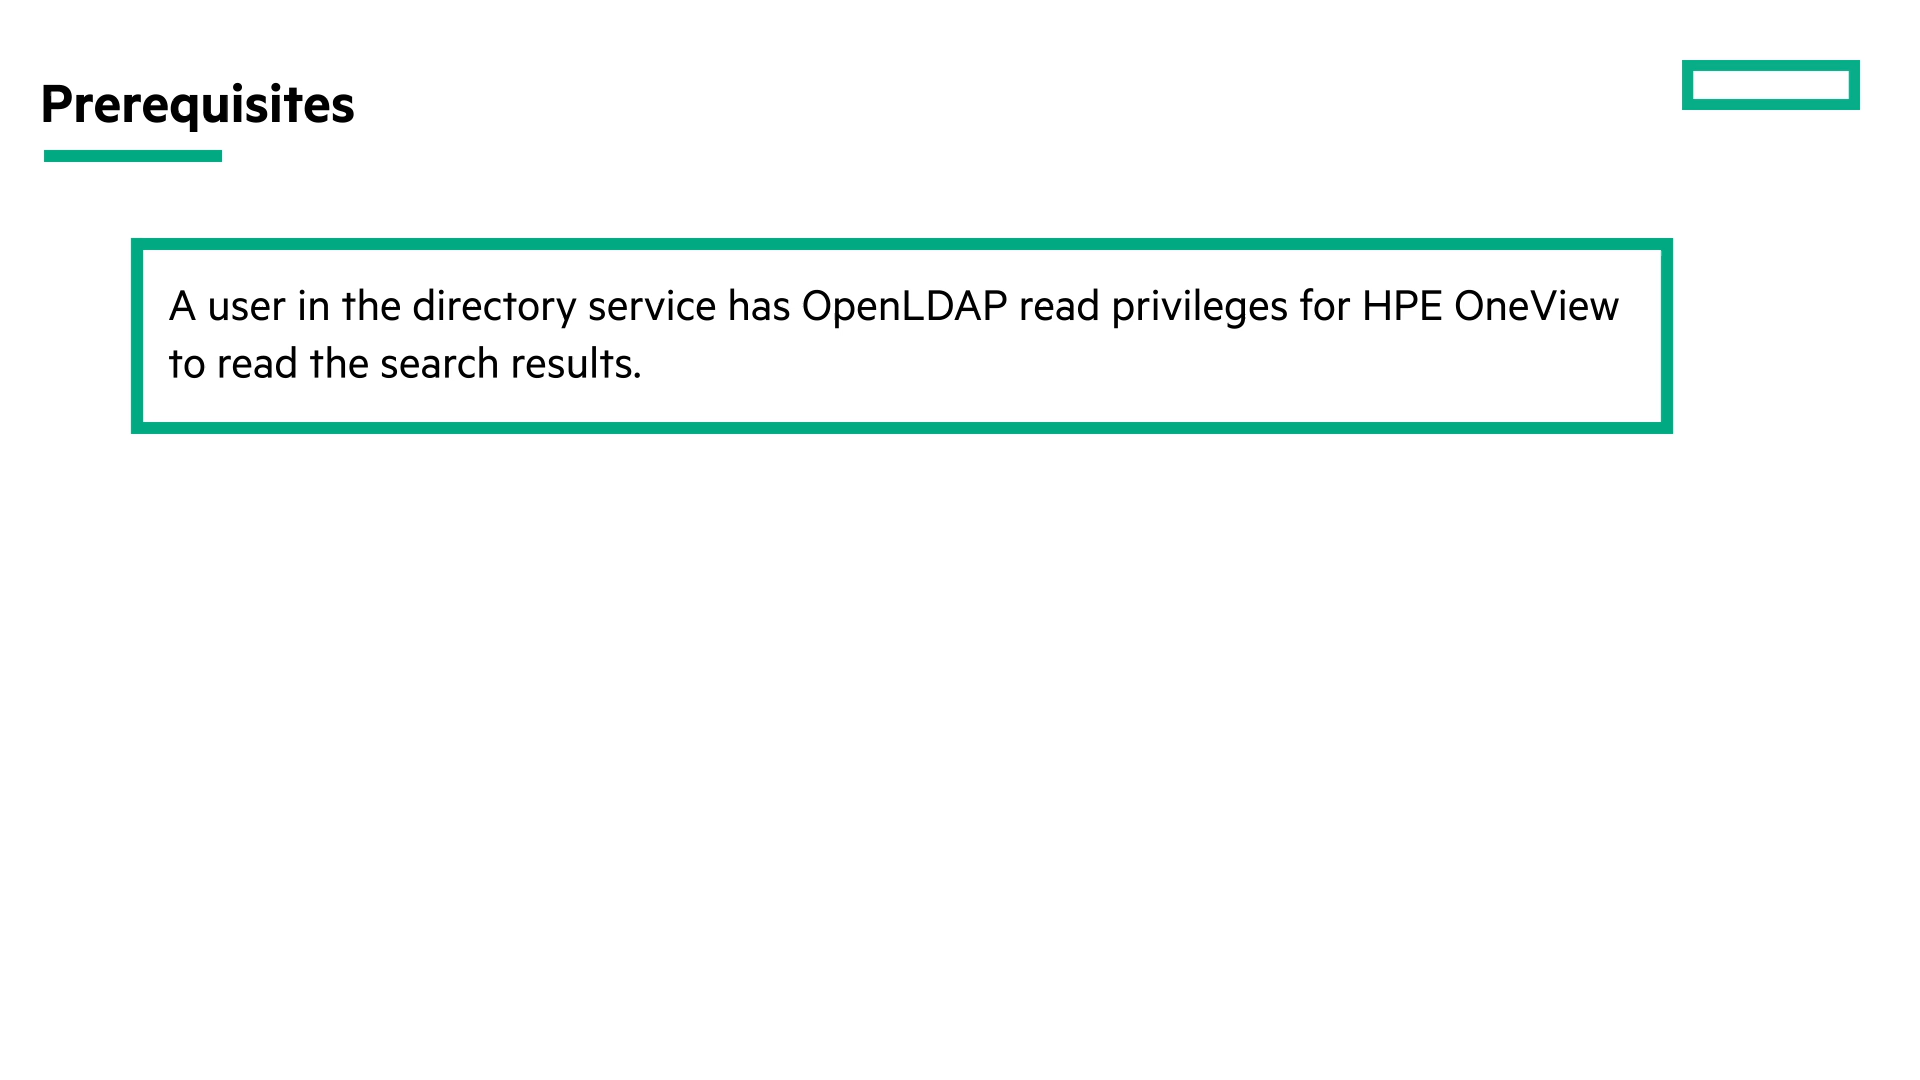 Prerequisites
A user in the directory service has OpenLDAP read privileges for HPE OneView
to read the search results.